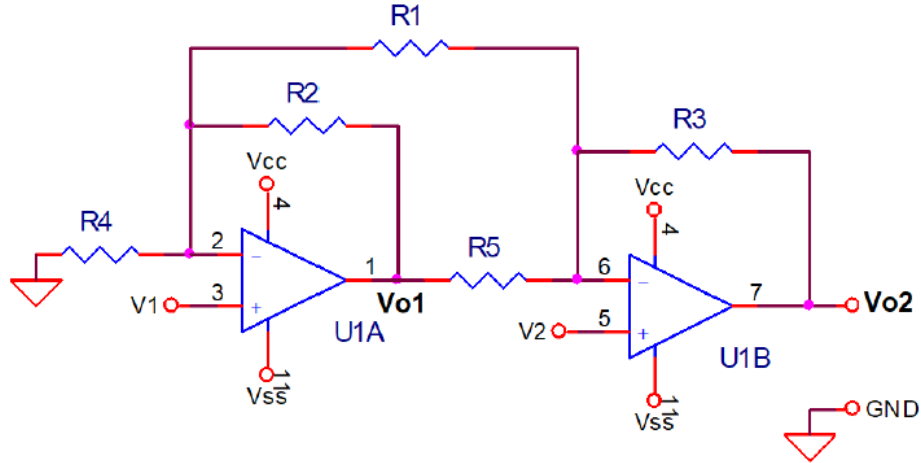 R1
R2
R3
Vcc
4
Vcc
4
R4
2
-
1
R5
6
-
7
Vo2
V1
3
+
Vo1
V2
5
+
U1A
U1B
11
Vss
11
Vss
GND